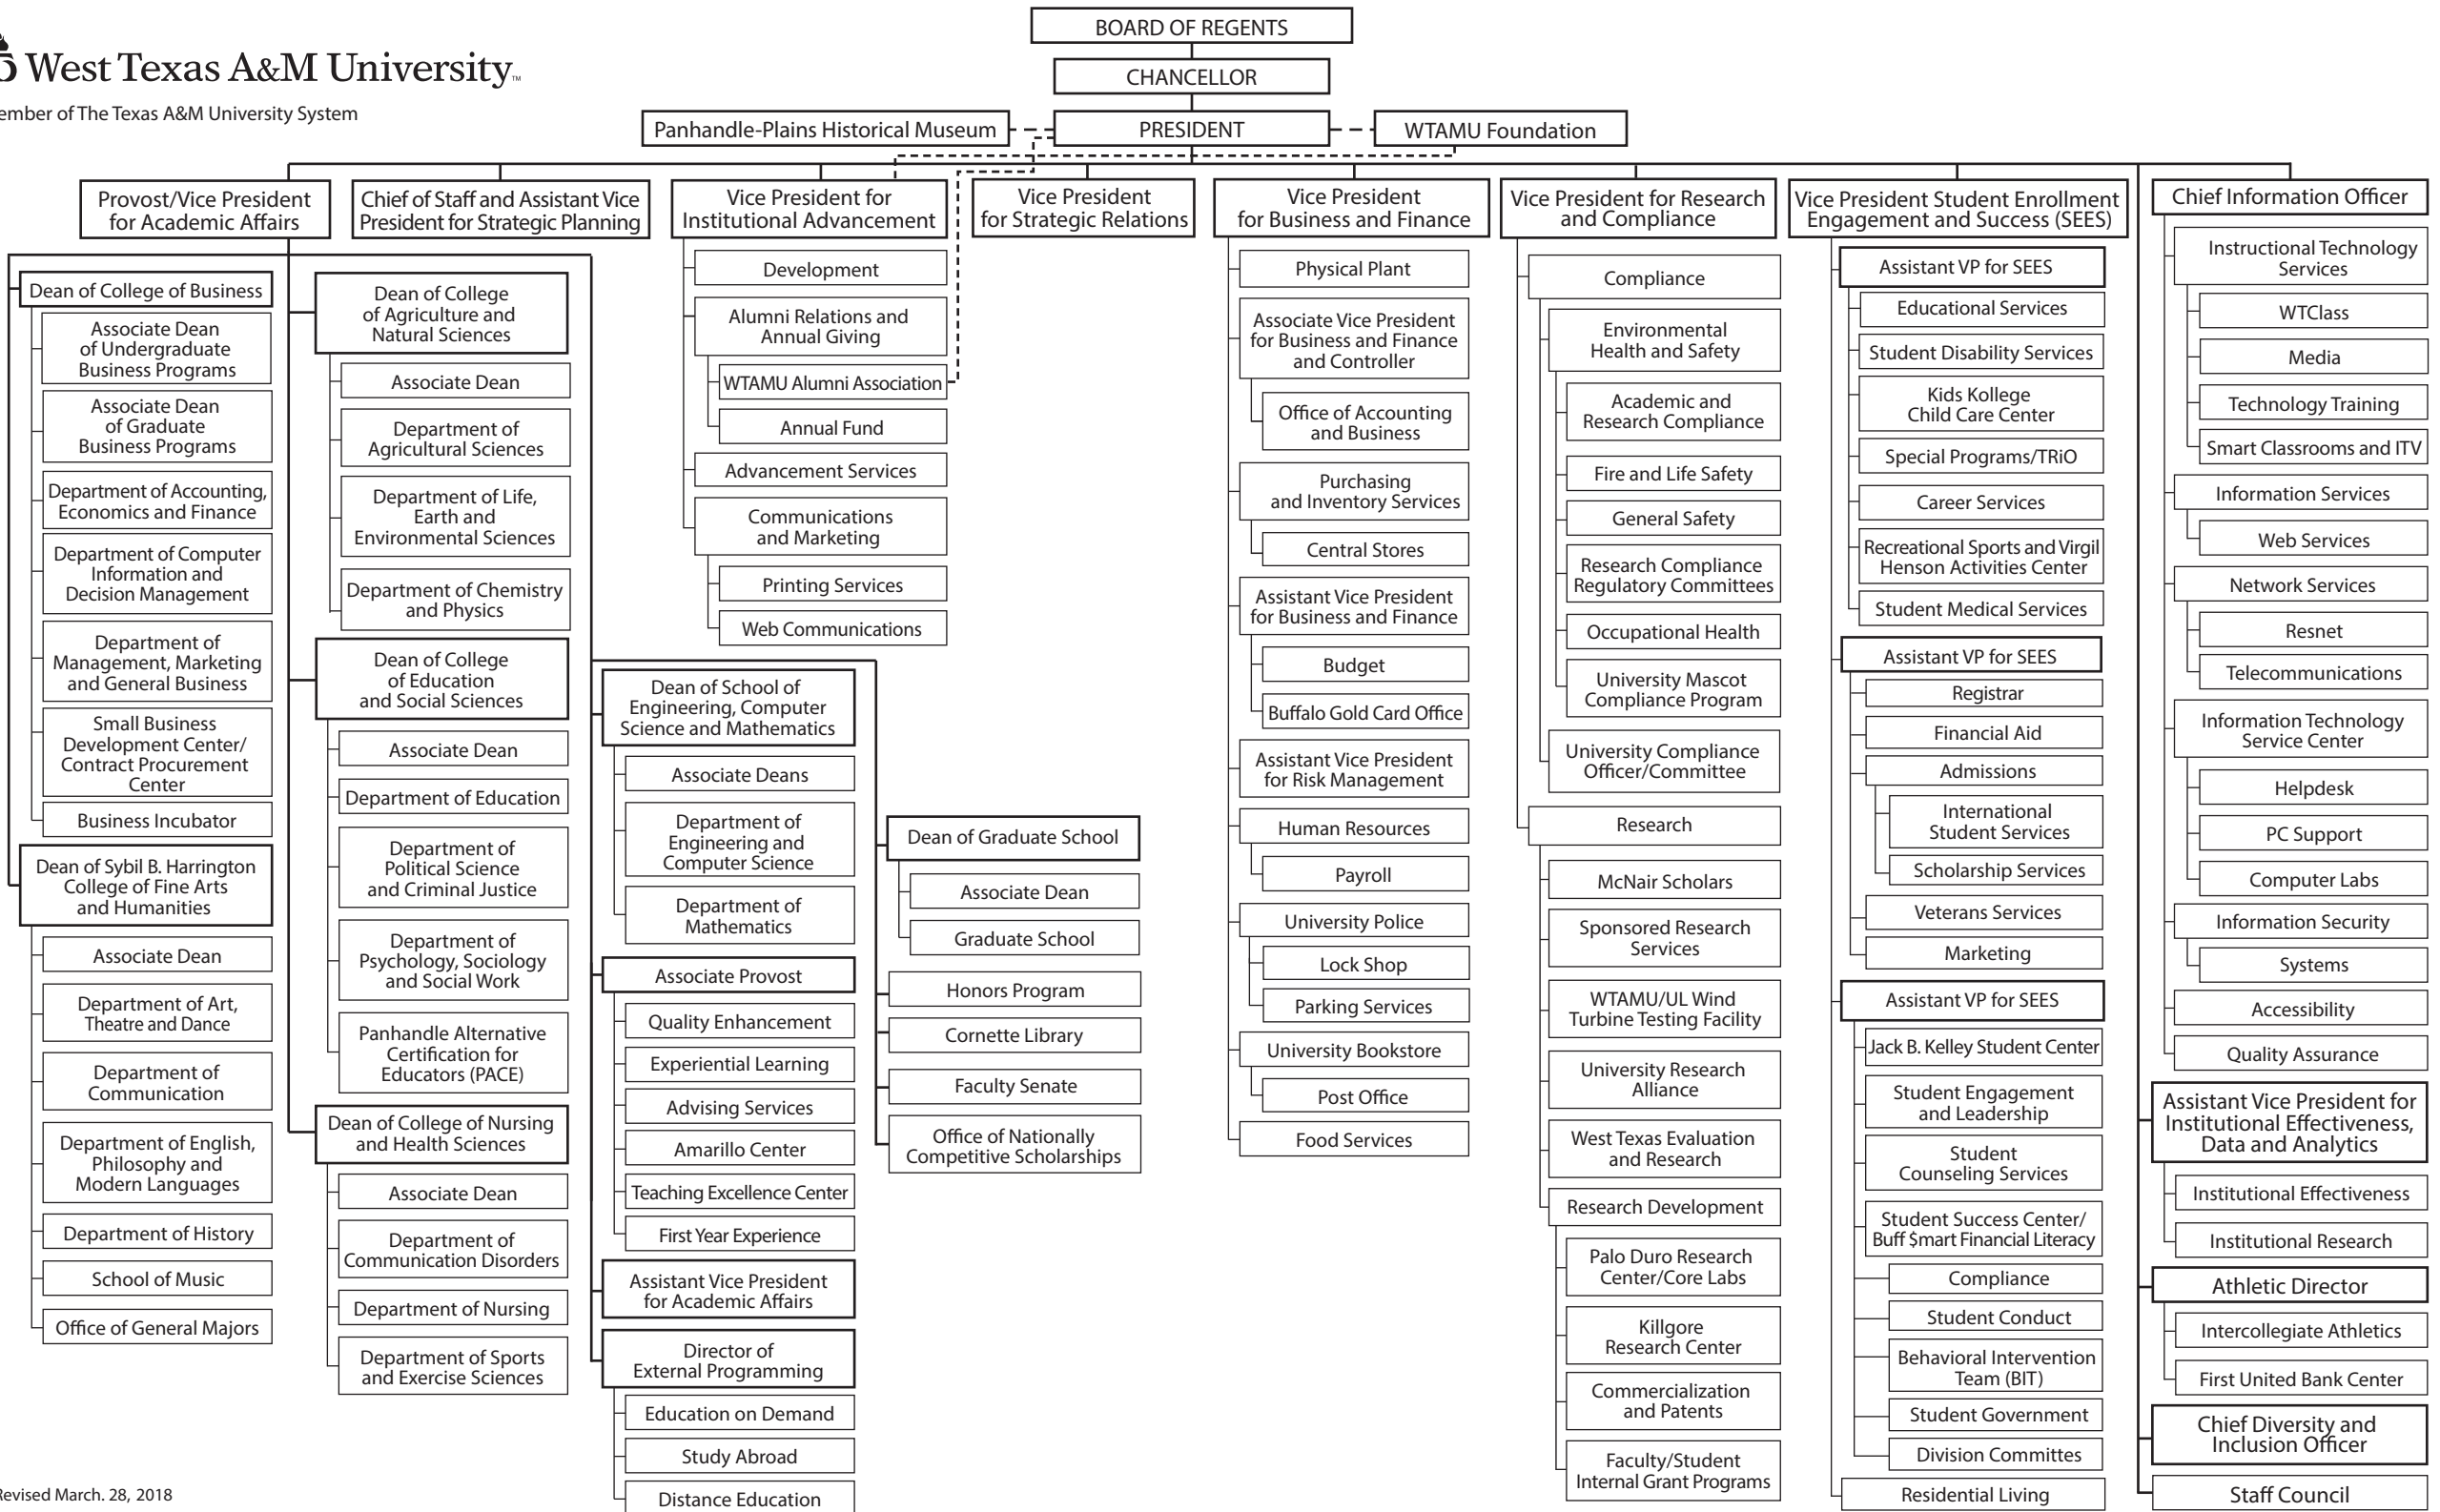 BOARD OF REGENTS
CHANCELLOR
West Texas A&M University™
Member of The Texas A&M University System
Panhandle-Plains Historical Museum
PRESIDENT
WTAMU Foundation
Provost/Vice President
for Academic Affairs
Chief of Staff and Assistant Vice
President for Strategic Planning
Vice President for
Institutional Advancement
Vice President
for Strategic Relations
Vice President
for Business and Finance
Vice President for Research
and Compliance
Vice President Student Enrollment
Engagement and Success (SEES)
Chief Information Officer
Dean of College of Business
Associate Dean
of Undergraduate
Business Programs
Associate Dean
of Graduate
Business Programs
Department of Accounting,
Economics and Finance
Department of Computer
Information and
Decision Management
Department of
Management, Marketing
and General Business
Small Business
Development Center/
Contract Procurement
Center
Business Incubator
Dean of Sybil B. Harrington
College of Fine Arts
and Humanities
Associate Dean
Department of Art,
Theatre and Dance
Department of
Communication
Department of English,
Philosophy and
Modern Languages
Department of History
School of Music
Office of General Majors
Dean of College
of Agriculture and
Natural Sciences
Associate Dean
Department of
Agricultural Sciences
Department of Life,
Earth and
Environmental Sciences
Department of Chemistry
and Physics
Dean of College
of Education
and Social Sciences
Associate Dean
Department of Education
Department of
Political Science
and Criminal Justice
Department of
Psychology, Sociology
and Social Work
Panhandle Alternative
Certification for
Educators (PACE)
Dean of College of Nursing
and Health Sciences
Associate Dean
Department of
Communication Disorders
Department of Nursing
Department of Sports
and Exercise Sciences
Dean of School of
Engineering, Computer
Science and Mathematics
Associate Deans
Department of
Engineering and
Computer Science
Department of
Mathematics
Associate Provost
Quality Enhancement
Experiential Learning
Advising Services
Amarillo Center
Teaching Excellence Center
First Year Experience
Assistant Vice President
for Academic Affairs
Director of
External Programming
Education on Demand
Study Abroad
Distance Education
Dean of Graduate School
Associate Dean
Graduate School
Honors Program
Cornette Library
Faculty Senate
Office of Nationally
Competitive Scholarships
Development
Alumni Relations and
Annual Giving
WTAMU Alumni Association
Annual Fund
Advancement Services
Communications
and Marketing
Printing Services
Web Communications
Physical Plant
Associate Vice President
for Business and Finance
and Controller
Office of Accounting
and Business
Purchasing
and Inventory Services
Central Stores
Assistant Vice President
for Business and Finance
Budget
Buffalo Gold Card Office
Assistant Vice President
for Risk Management
Human Resources
Payroll
University Police
Lock Shop
Parking Services
University Bookstore
Post Office
Food Services
Compliance
Environmental
Health and Safety
Academic and
Research Compliance
Fire and Life Safety
General Safety
Research Compliance
Regulatory Committees
Occupational Health
University Mascot
Compliance Program
University Compliance
Officer/Committee
Research
McNair Scholars
Sponsored Research
Services
WTAMU/UL Wind
Turbine Testing Facility
University Research
Alliance
West Texas Evaluation
and Research
Research Development
Palo Duro Research
Center/Core Labs
Killgore
Research Center
Commercialization
and Patents
Faculty/Student
Internal Grant Programs
Assistant VP for SEES
Educational Services
Student Disability Services
Kids Kollege
Child Care Center
Special Programs/TRiO
Career Services
Recreational Sports and Virgil
Henson Activities Center
Student Medical Services
Assistant VP for SEES
Registrar
Financial Aid
Admissions
International
Student Services
Scholarship Services
Veterans Services
Marketing
Assistant VP for SEES
Jack B. Kelley Student Center
Student Engagement
and Leadership
Student
Counseling Services
Student Success Center/
Buff $mart Financial Literacy
Compliance
Student Conduct
Behavioral Intervention
Team (BIT)
Student Government
Division Committes
Residential Living
Instructional Technology
Services
WTClass
Media
Technology Training
Smart Classrooms and ITV
Information Services
Web Services
Network Services
Resnet
Telecommunications
Information Technology
Service Center
Helpdesk
PC Support
Computer Labs
Information Security
Systems
Accessibility
Quality Assurance
Assistant Vice President for
Institutional Effectiveness,
Data and Analytics
Institutional Effectiveness
Institutional Research
Athletic Director
Intercollegiate Athletics
First United Bank Center
Chief Diversity and
Inclusion Officer
Staff Council
Revised March. 28, 2018